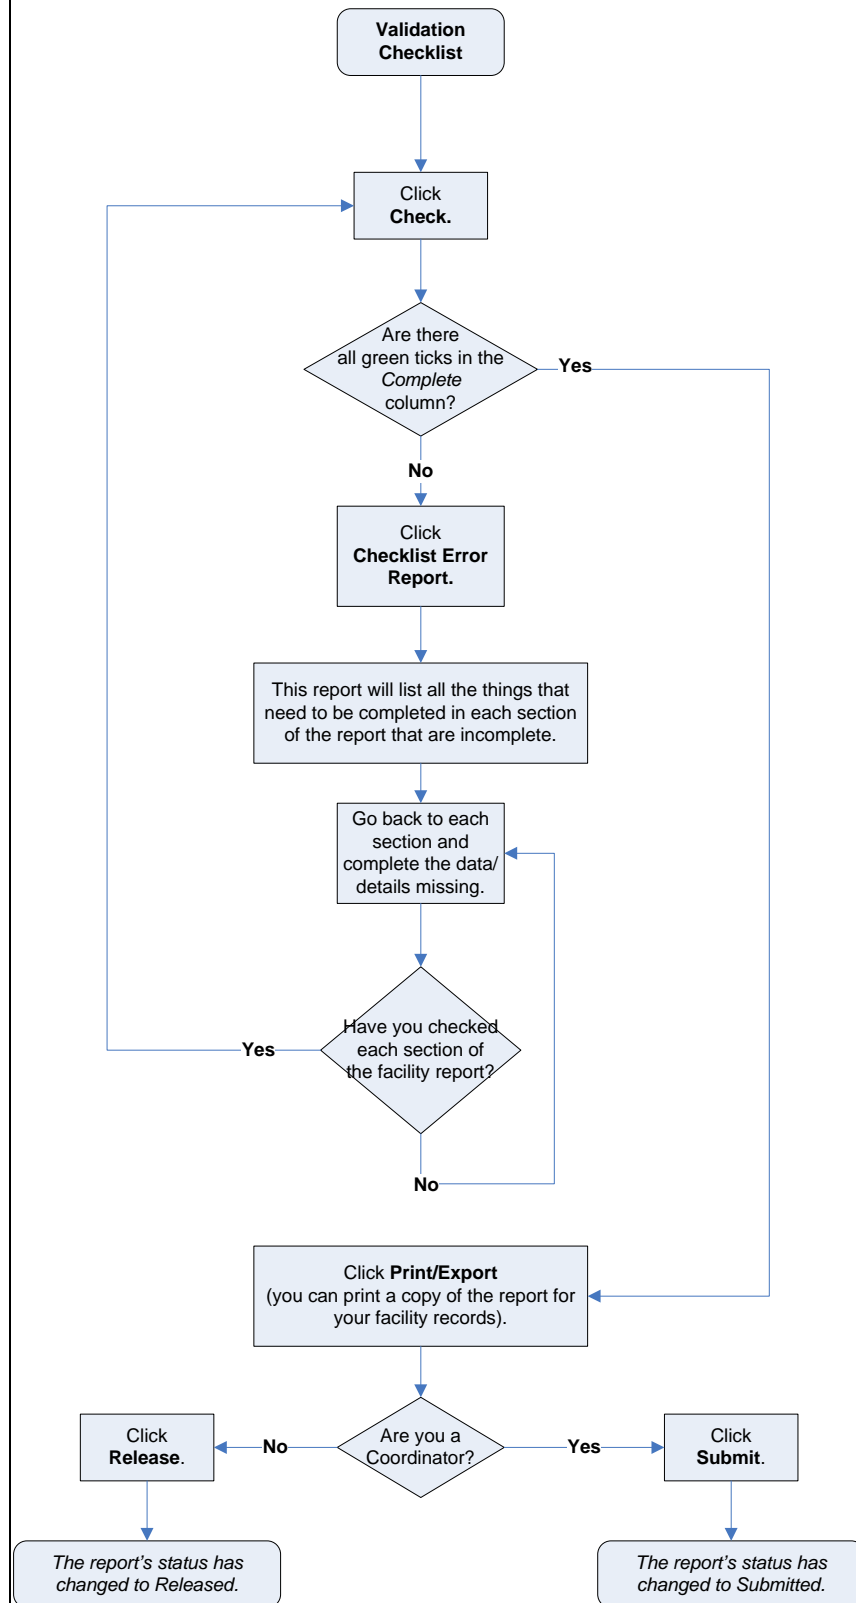 Validation
Checklist
Click
Check.
Are there
all green ticks in the
Complete
column?
Yes
No
Click
Checklist Error
Report.
This report will list all the things that
need to be completed in each section
of the report that are incomplete.
Go back to each
section and
complete the data/
details missing.
Have you checked
each section of
the facility report?
Yes
No
Click Print/Export
(you can print a copy of the report for
your facility records).
Are you a
Coordinator?
No
Yes
Click
Release.
Click
Submit.
The report's status has
changed to Released.
The report's status has
changed to Submitted.